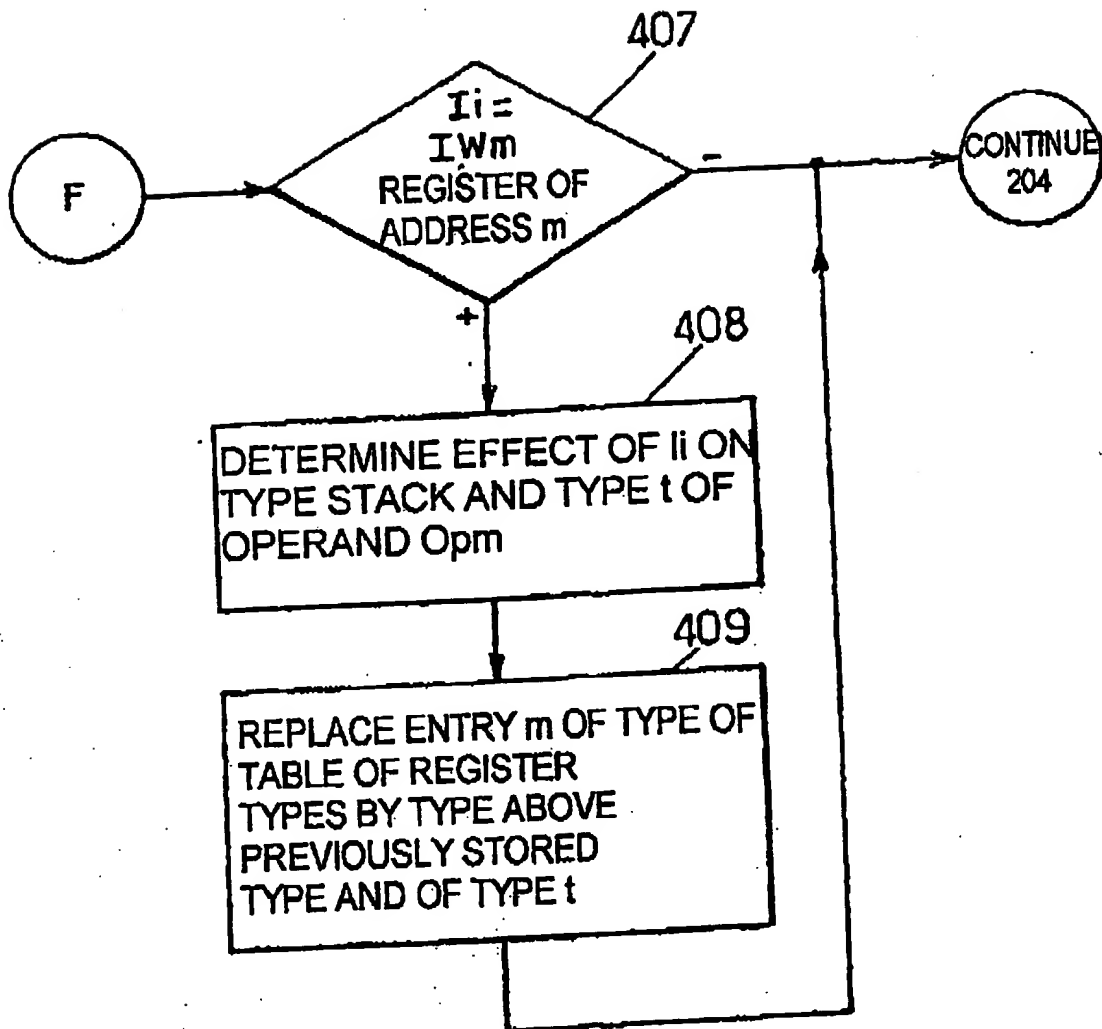 407
Ii =
IWm
REGISTER OF
ADDRESS m
F
-
CONTINUE
204
+
408
DETERMINE EFFECT OF Ii ON
TYPE STACK AND TYPE t OF
OPERAND Opm
409
REPLACE ENTRY m OF TYPE OF
TABLE OF REGISTER
TYPES BY TYPE ABOVE
PREVIOUSLY STORED
TYPE AND OF TYPE t